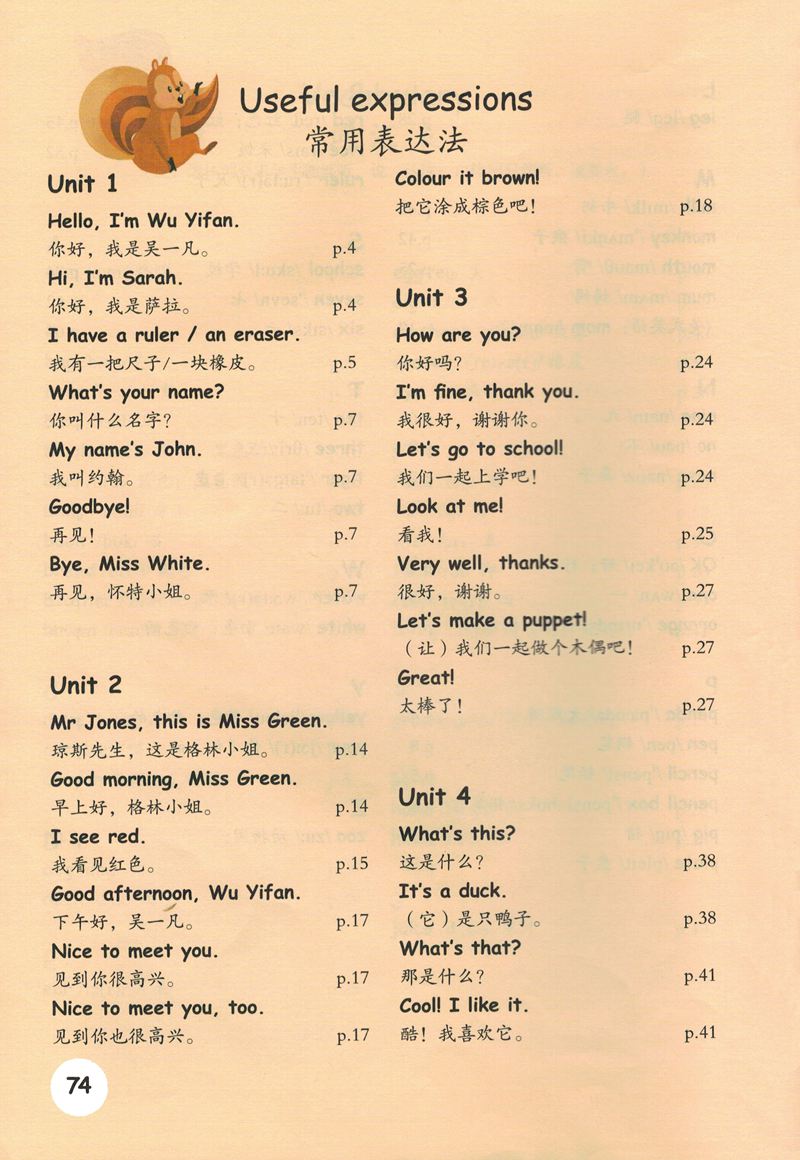 Useful expressions
常用表达法
Unit 1
Hello, I'm Wu Yifan.
你好，我是吴一凡。 p.4
Hi, I'm Sarah.
你好，我是萨拉。 p.4
I have a ruler / an eraser.
我有一把尺子/一块橡皮。 p.5
What's your name?
你叫什么名字？ p.7
My name's John.
我叫约翰。 p.7
Goodbye!
再见！ p.7
Bye, Miss White.
再见，怀特小姐。 p.7
Unit 2
Mr Jones, this is Miss Green.
琼斯先生，这是格林小姐。 p.14
Good morning, Miss Green.
早上好，格林小姐。 p.14
I see red.
我看见红色。 p.15
Good afternoon, Wu Yifan.
下午好，吴一凡。 p.17
Nice to meet you.
见到你很高兴。 p.17
Nice to meet you, too.
见到你也很高兴。 p.17
Colour it brown!
把它涂成棕色吧！ p.18
Unit 3
How are you?
你好吗？ p.24
I'm fine, thank you.
我很好，谢谢你。 p.24
Let's go to school!
我们一起上学吧！ p.24
Look at me!
看我！ p.25
Very well, thanks.
很好，谢谢。 p.27
Let's make a puppet!
（让）我们一起做个木偶吧！ p.27
Great!
太棒了！ p.27
Unit 4
What's this?
这是什么？ p.38
It's a duck.
（它）是只鸭子。 p.38
What's that?
那是什么？ p.41
Cool! I like it.
酷！我喜欢它。 p.41
74